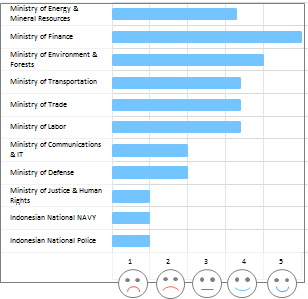 Ministry of Energy &
Mineral Resources
Ministry of Finance
Ministry of Environment &
Forests
Ministry of Transportation
Ministry of Trade
Ministry of Labor
Ministry of Communications
& IT
Ministry of Defense
Ministry of Justice & Human
Rights
Indonesian National NAVY
Indonesian National Police
1 2 3 4 5